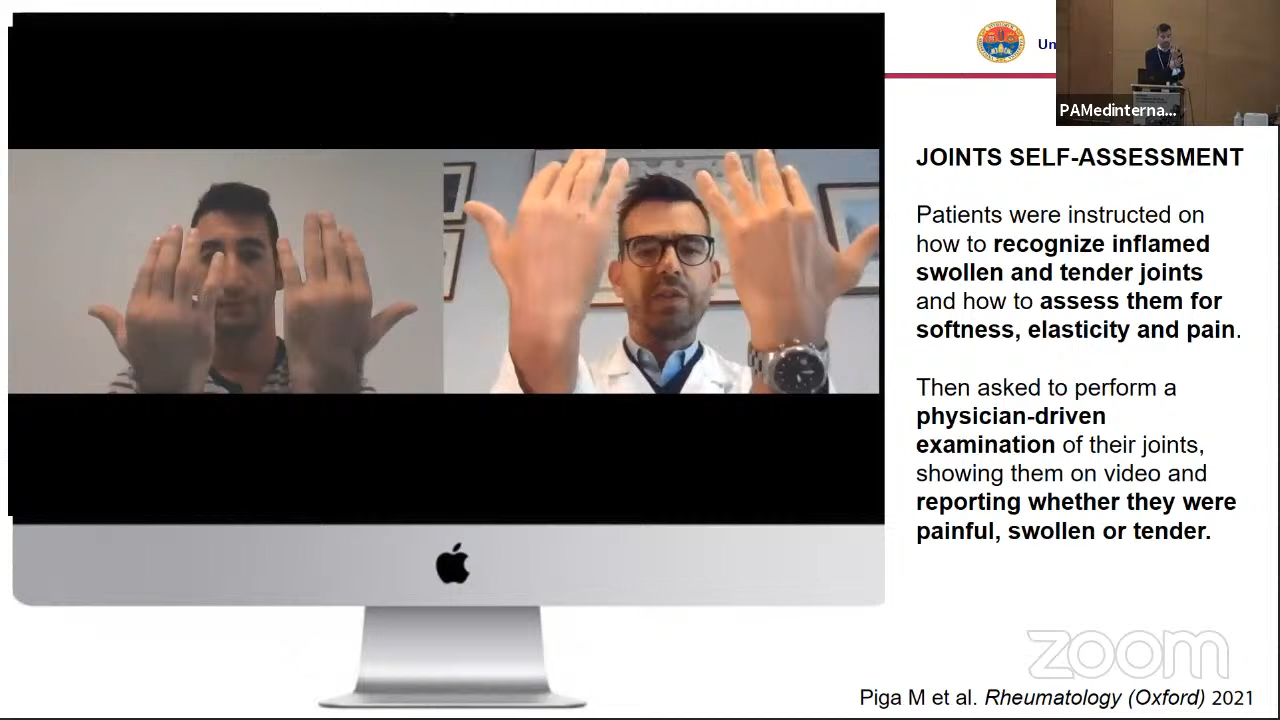 Un
PAMedinterna...
JOINTS SELF-ASSESSMENT
Patients were instructed on
how to recognize inflamed
swollen and tender joints
and how to assess them for
softness, elasticity and pain.
Then asked to perform a
physician-driven
examination of their joints,
showing them on video and
reporting whether they were
painful, swollen or tender.
zoom
Piga M et al. Rheumatology (Oxford) 2021